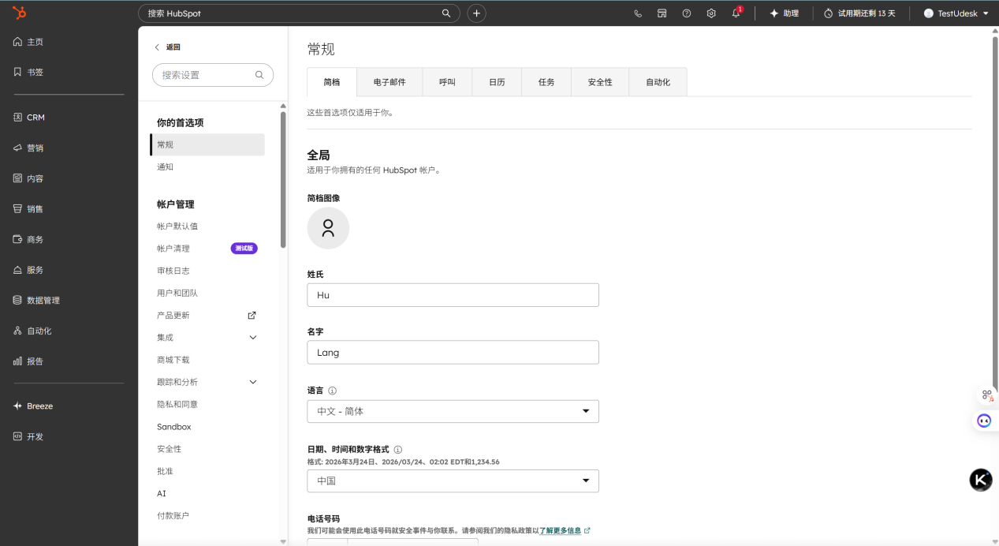 搜索 HubSpot
1
助理
试用期还剩 13 天
TestUdesk
主页
书签
CRM
营销
内容
销售
商务
服务
数据管理
自动化
报告
Breeze
开发
返回
搜索设置
你的首选项
常规
通知
帐户管理
帐户默认值
帐户清理 测试版
审核日志
用户和团队
产品更新
集成
商城下载
跟踪和分析
隐私和同意
Sandbox
安全性
批准
AI
付款账户
常规
简档 电子邮件 呼叫 日历 任务 安全性 自动化
这些首选项仅适用于你。
全局
适用于你拥有的任何 HubSpot 帐户。
简档图像
姓氏
Hu
名字
Lang
语言
中文 - 简体
日期、时间和数字格式
格式: 2026年3月24日、2026/03/24、02:02 EDT和1,234.56
中国
电话号码
我们可能会使用此电话号码就安全事件与你联系。请参阅我们的隐私政策以了解更多信息